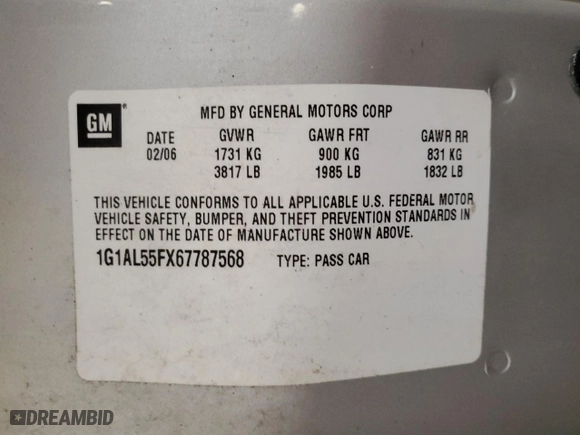 GM
MFD BY GENERAL MOTORS CORP
DATE GVWR GAWR FRT GAWR RR
02/06 1731 KG 900 KG 831 KG
3817 LB 1985 LB 1832 LB
THIS VEHICLE CONFORMS TO ALL APPLICABLE U.S. FEDERAL MOTOR
VEHICLE SAFETY, BUMPER, AND THEFT PREVENTION STANDARDS IN
EFFECT ON THE DATE OF MANUFACTURE SHOWN ABOVE.
1G1AL55FX67787568 TYPE: PASS CAR
DREAMBID